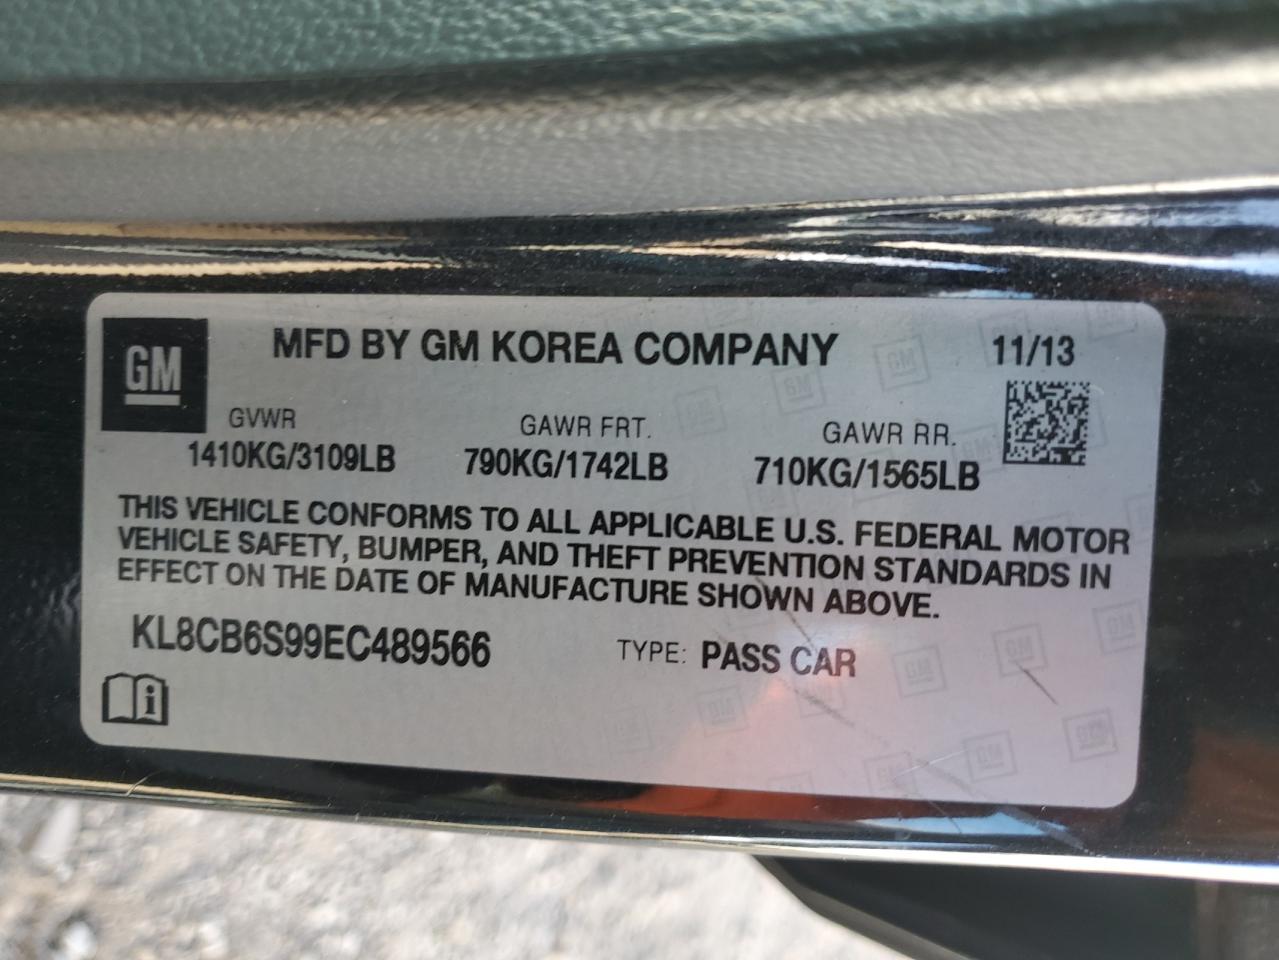 GM
MFD BY GM KOREA COMPANY 11/13
GVWR GAWR FRT. GAWR RR.
1410KG/3109LB 790KG/1742LB 710KG/1565LB
THIS VEHICLE CONFORMS TO ALL APPLICABLE U.S. FEDERAL MOTOR
VEHICLE SAFETY, BUMPER, AND THEFT PREVENTION STANDARDS IN
EFFECT ON THE DATE OF MANUFACTURE SHOWN ABOVE.
KL8CB6S99EC489566 TYPE: PASS CAR